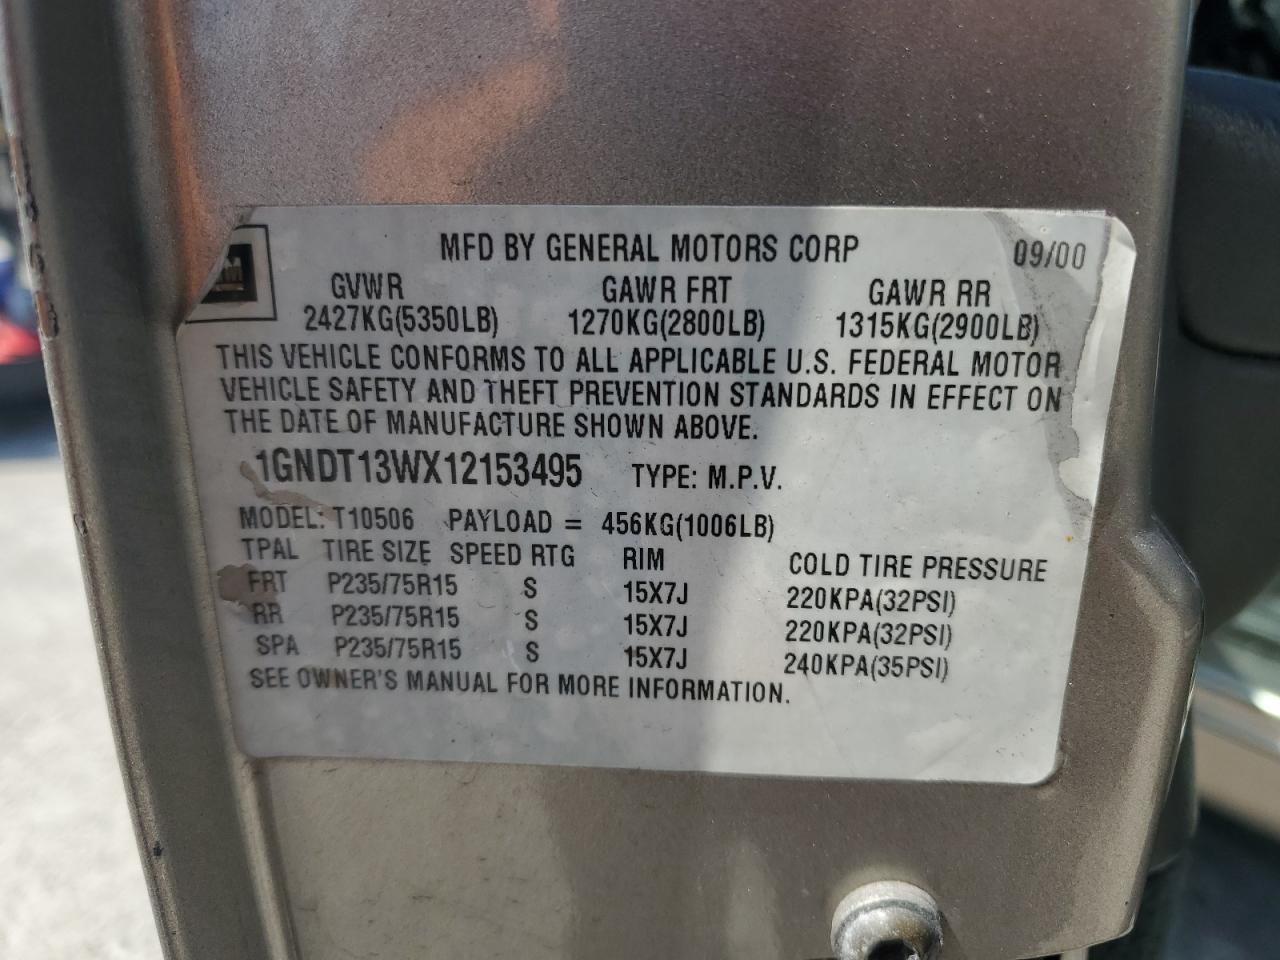 MFD BY GENERAL MOTORS CORP 09/00
GVWR GAWR FRT GAWR RR
2427KG(5350LB) 1270KG(2800LB) 1315KG(2900LB)
THIS VEHICLE CONFORMS TO ALL APPLICABLE U.S. FEDERAL MOTOR
VEHICLE SAFETY AND THEFT PREVENTION STANDARDS IN EFFECT ON
THE DATE OF MANUFACTURE SHOWN ABOVE.
1GNDT13WX12153495 TYPE: M.P.V.
MODEL: T10506 PAYLOAD = 456KG(1006LB)
TPAL TIRE SIZE SPEED RTG RIM COLD TIRE PRESSURE
FRT P235/75R15 S 15X7J 220KPA(32PSI)
RR P235/75R15 S 15X7J 220KPA(32PSI)
SPA P235/75R15 S 15X7J 240KPA(35PSI)
SEE OWNER'S MANUAL FOR MORE INFORMATION.